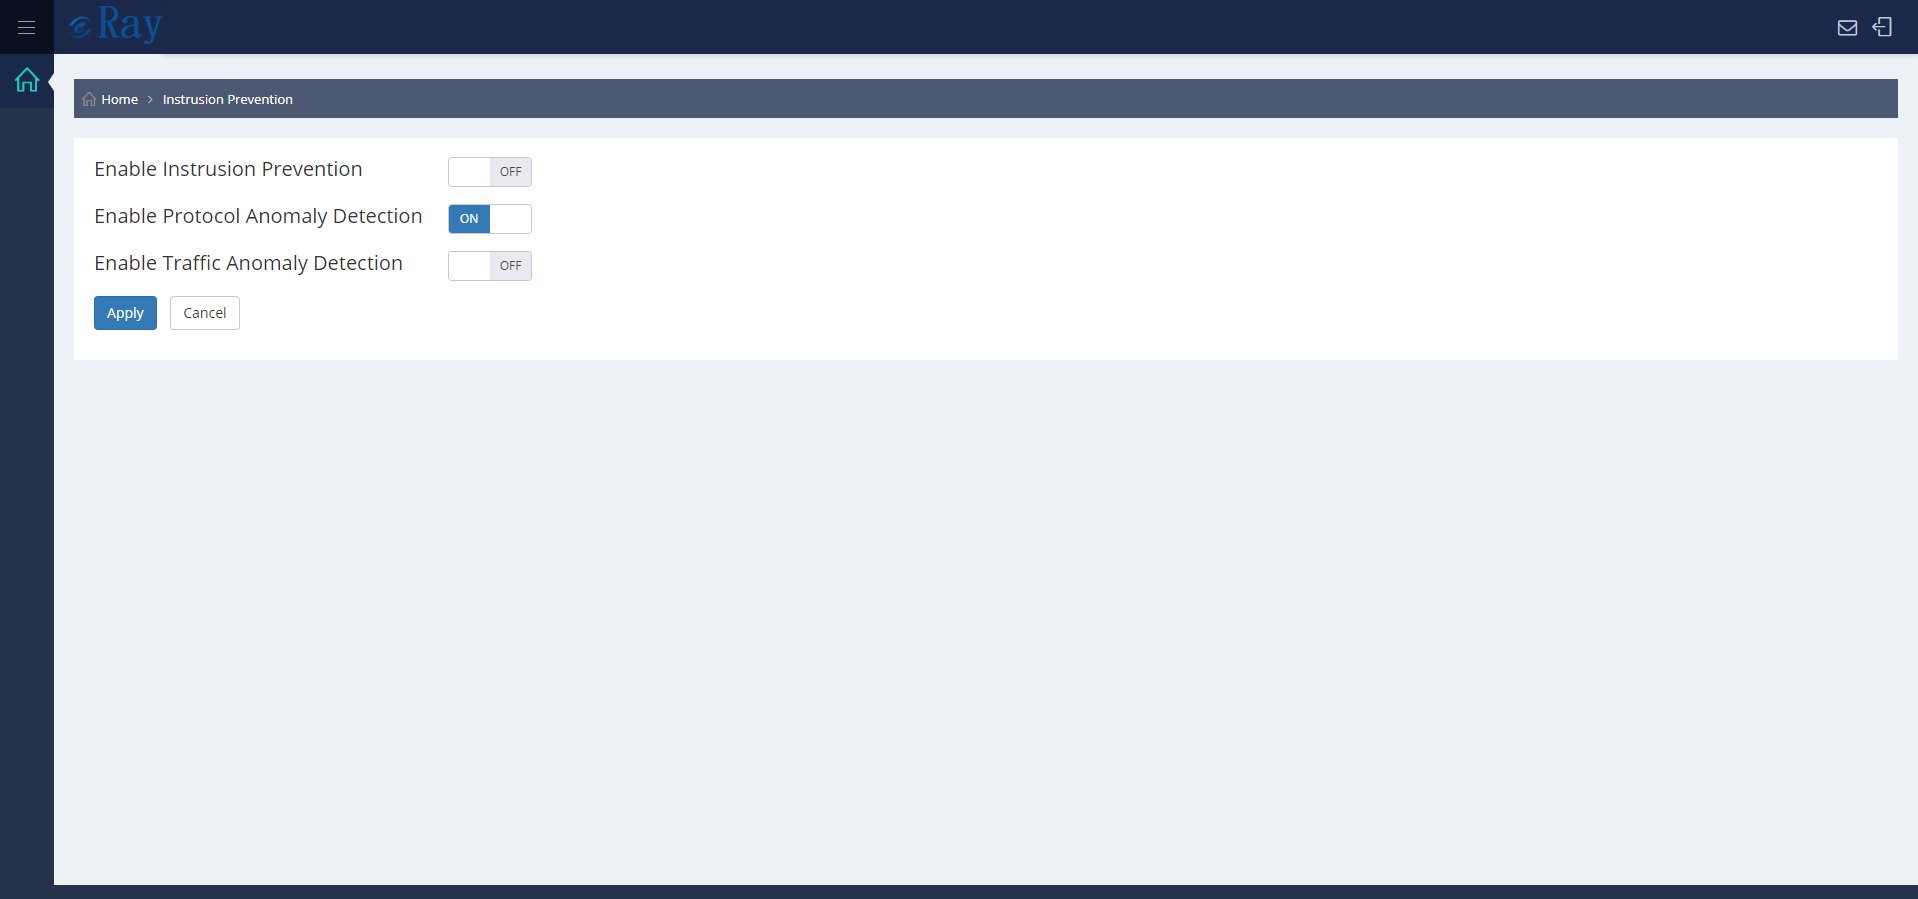 eRay
Home > Instrusion Prevention
Enable Instrusion Prevention OFF
Enable Protocol Anomaly Detection ON
Enable Traffic Anomaly Detection OFF
Apply Cancel